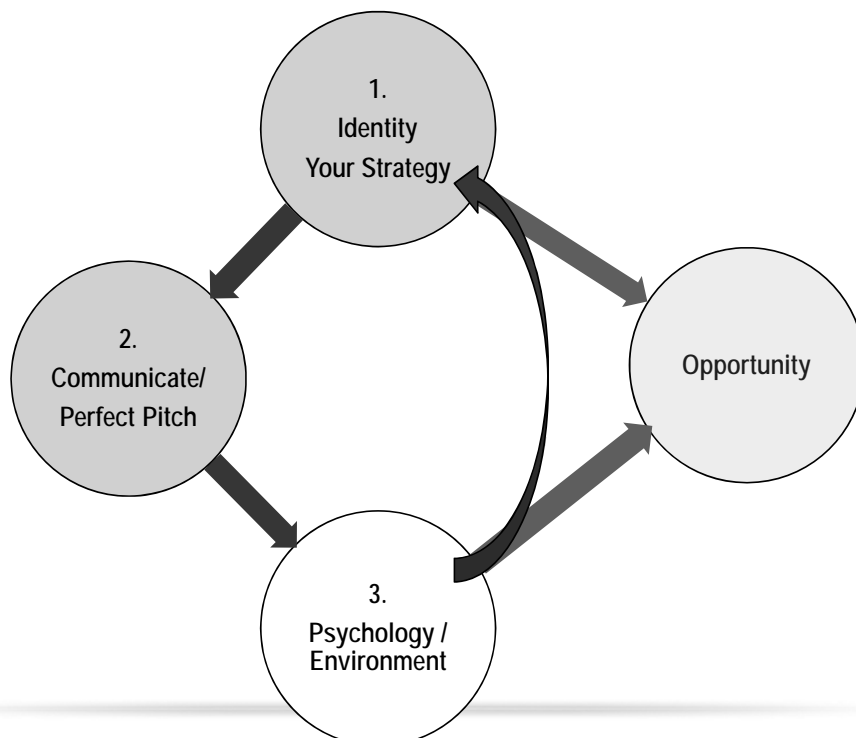 1.
Identity
Your Strategy
2.
Communicate/
Perfect Pitch
Opportunity
3.
Psychology /
Environment